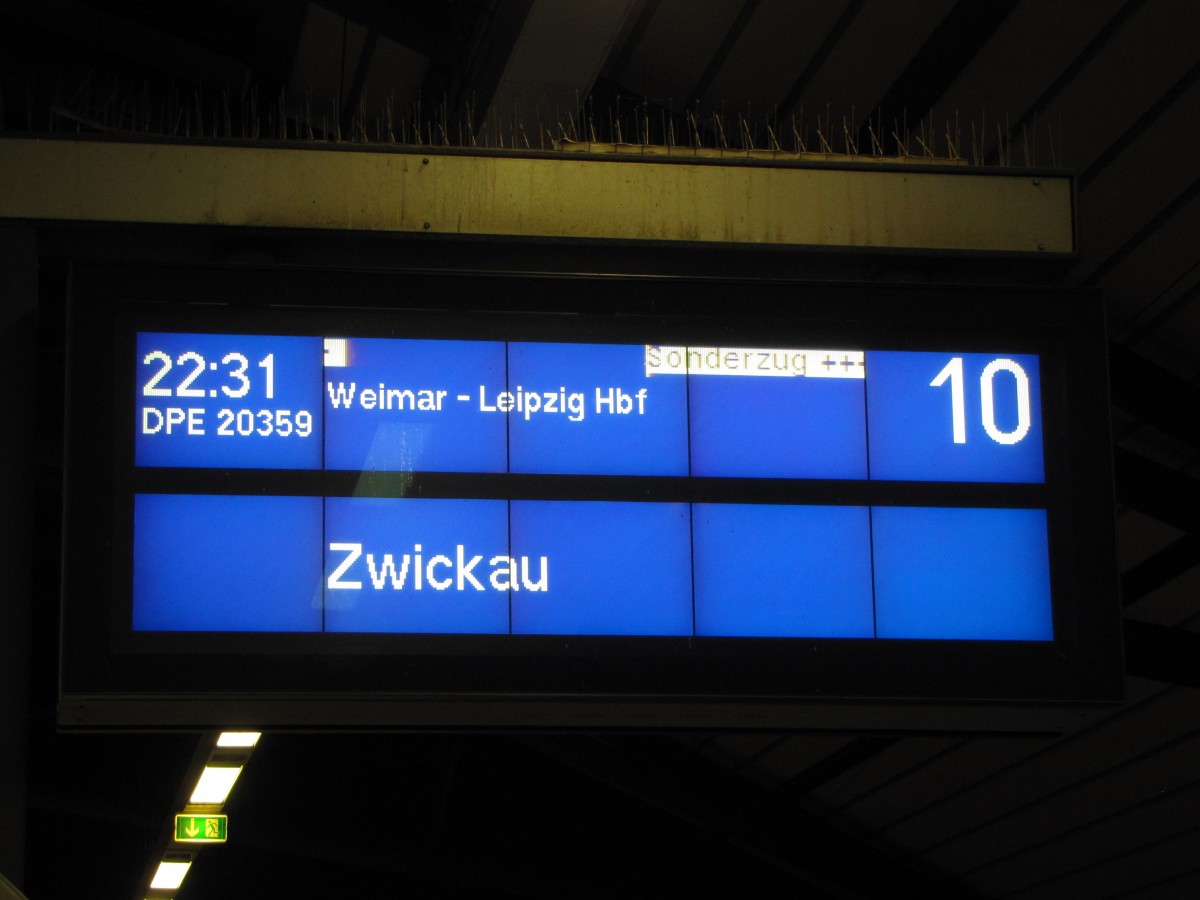 22:31
Sonderzug +++
DPE 20359
Weimar - Leipzig Hbf
10
Zwickau